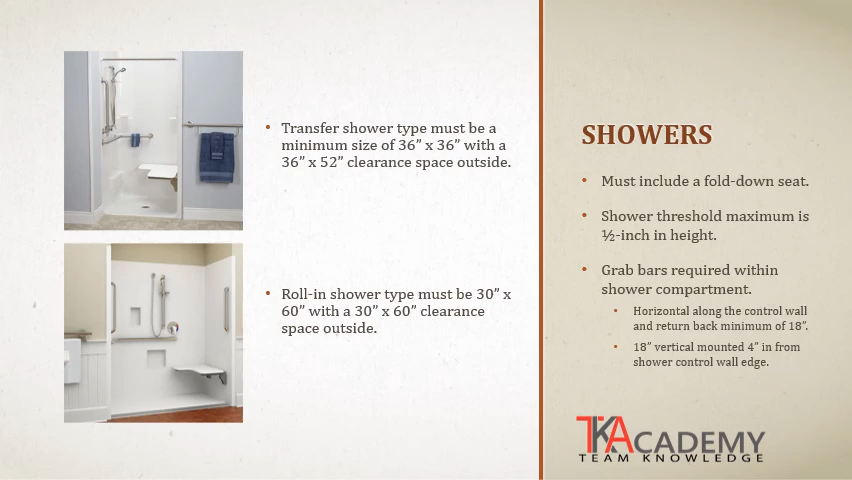 • Transfer shower type must be a
minimum size of 36” x 36” with a
36” x 52” clearance space outside.
• Roll-in shower type must be 30” x
60” with a 30” x 60” clearance
space outside.
SHOWERS
• Must include a fold-down seat.
• Shower threshold maximum is
½-inch in height.
• Grab bars required within
shower compartment.
• Horizontal along the control wall
and return back minimum of 18”.
• 18” vertical mounted 4” in from
shower control wall edge.
TKACADEMY
TEAM KNOWLEDGE